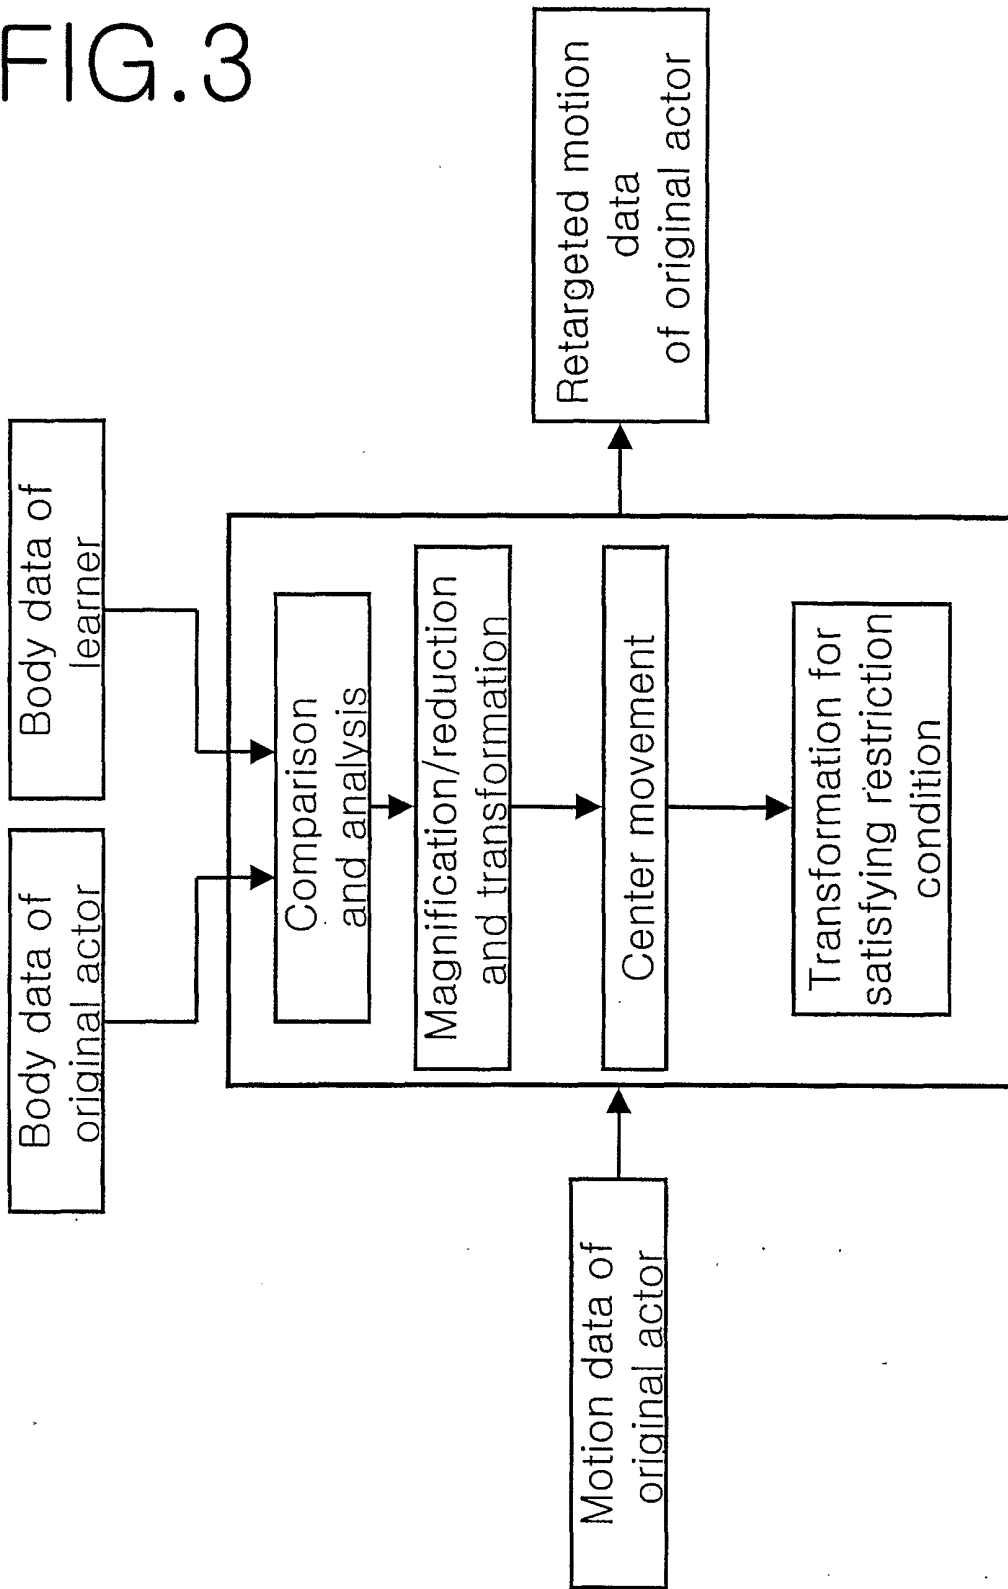 FIG.3
Body data of
original actor
Body data of
learner
Comparison
and analysis
Magnification/reduction
and transformation
Center movement
Transformation for
satisfying restriction
condition
Motion data of
original actor
Retargeted motion
data
of original actor